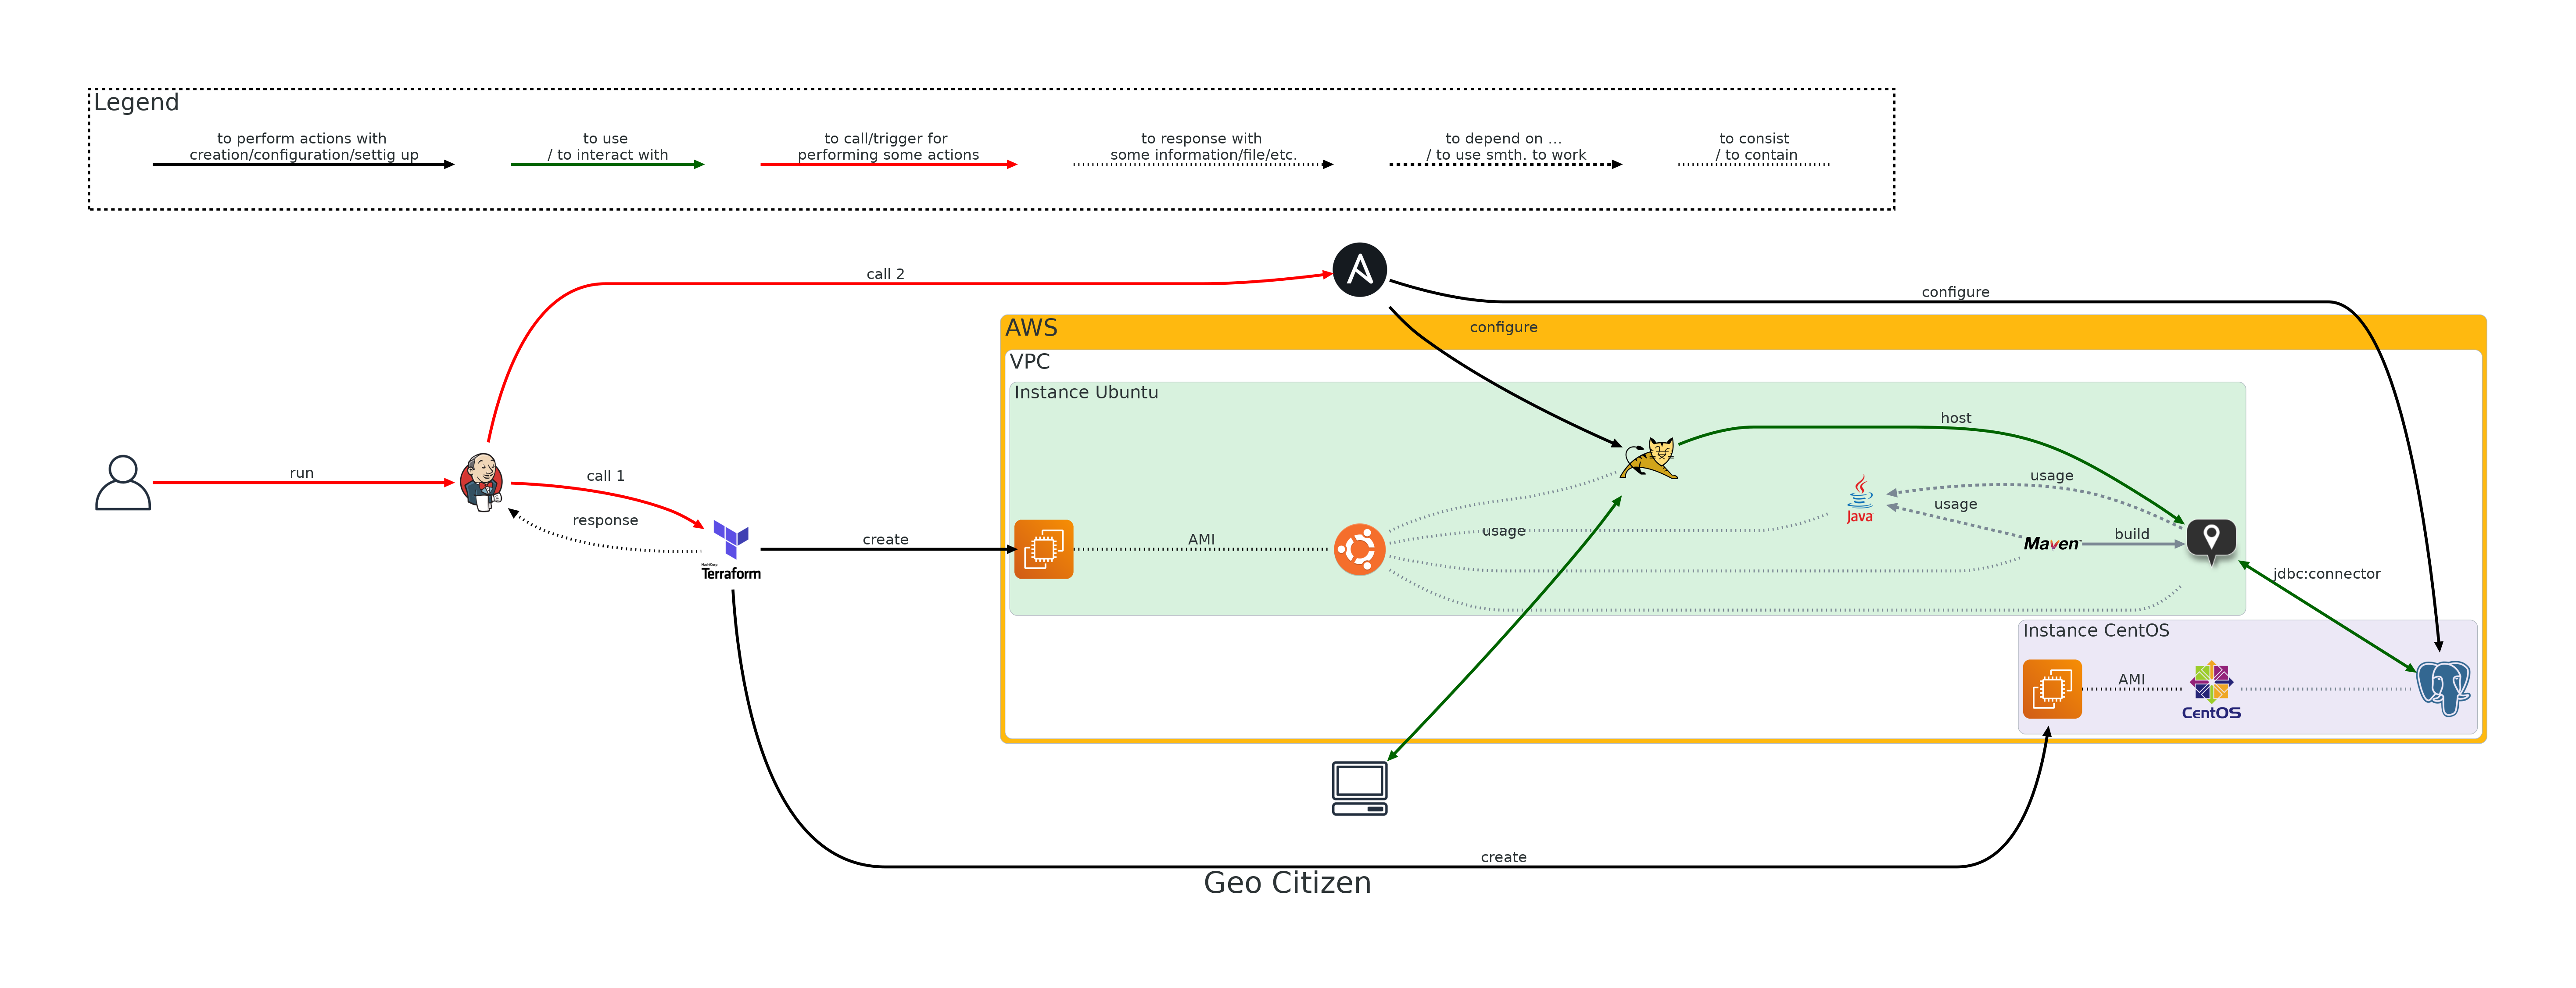 Legend
to perform actions with
creation/configuration/settig up
to use
/ to interact with
to call/trigger for
performing some actions
to response with
some information/file/etc.
to depend on ...
/ to use smth. to work
to consist
/ to contain
call 2
configure
configure
AWS
VPC
Instance Ubuntu
host
run
call 1
usage
usage
usage
Java
response
HashiCorp
Terraform
create
AMI
Maven
build
jdbc:connector
Instance CentOS
AMI
CentOS
create
Geo Citizen